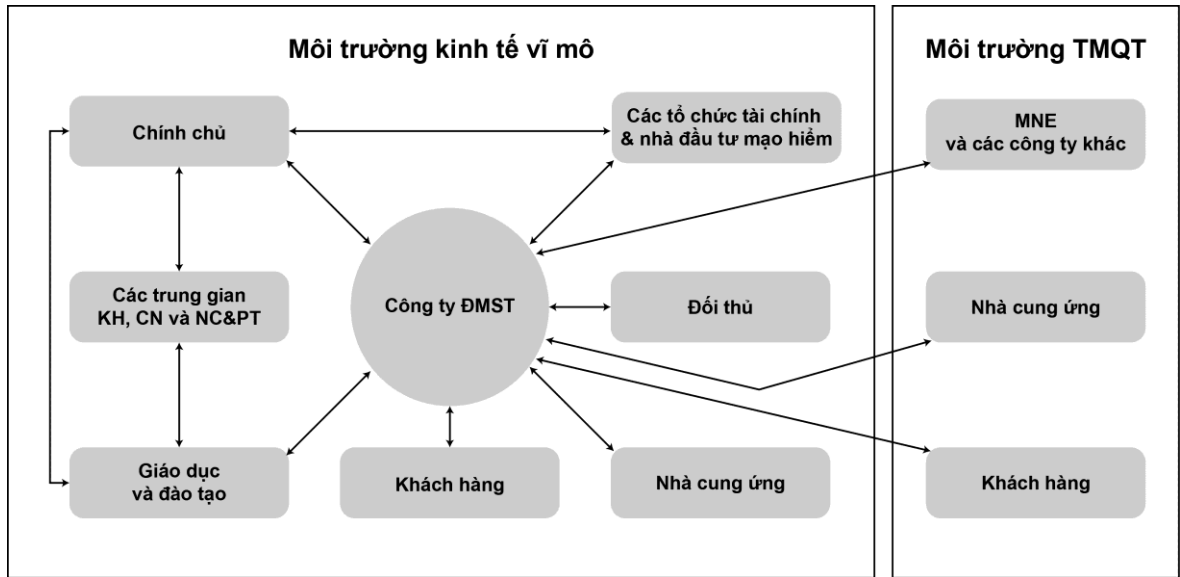 Môi trường kinh tế vĩ mô
Môi trường TMQT
Chính chủ
Các tổ chức tài chính
& nhà đầu tư mạo hiểm
MNE
và các công ty khác
Các trung gian
KH, CN và NC&PT
Công ty ĐMST
Đối thủ
Nhà cung ứng
Giáo dục
và đào tạo
Khách hàng
Nhà cung ứng
Khách hàng